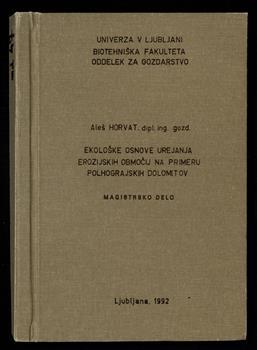 UNIVERZA V LJUBLJANI
BIOTEHNIŠKA FAKULTETA
ODDELEK ZA GOZDARSTVO
Aleš HORVAT, dipl. ing. gozd.
EKOLOŠKE OSNOVE UREJANJA
EROZIJSKIH OBMOČIJ NA PRIMERU
POLHOGRAJSKIH DOLOMITOV
MAGISTRSKO DELO
Ljubljana, 1992